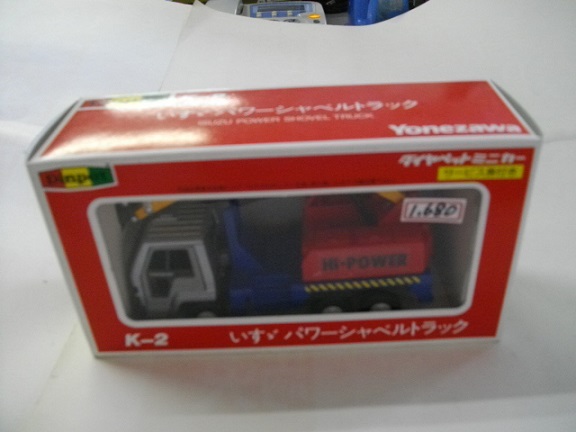 いすゞ パワーシャベルトラック
ISUZU POWER SHOVEL TRUCK
Yonezawa
ダイヤペットミニカー
サービス券付き
1,680
HI-POWER
K-2
いすゞ パワーシャベルトラック